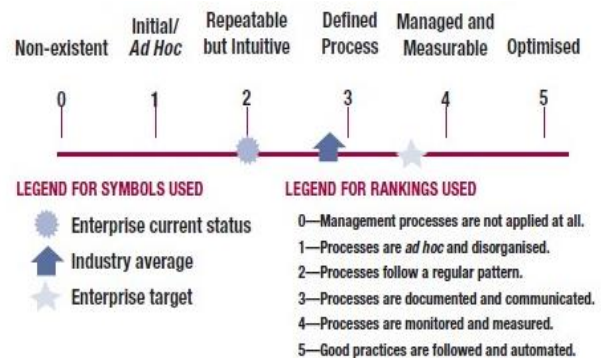 Non-existent
Initial/
Ad Hoc
Repeatable
but Intuitive
Defined
Process
Managed and
Measurable
Optimised
0 1 2 3 4 5
LEGEND FOR SYMBOLS USED
Enterprise current status
Industry average
Enterprise target
LEGEND FOR RANKINGS USED
0—Management processes are not applied at all.
1—Processes are ad hoc and disorganised.
2—Processes follow a regular pattern.
3—Processes are documented and communicated.
4—Processes are monitored and measured.
5—Good practices are followed and automated.